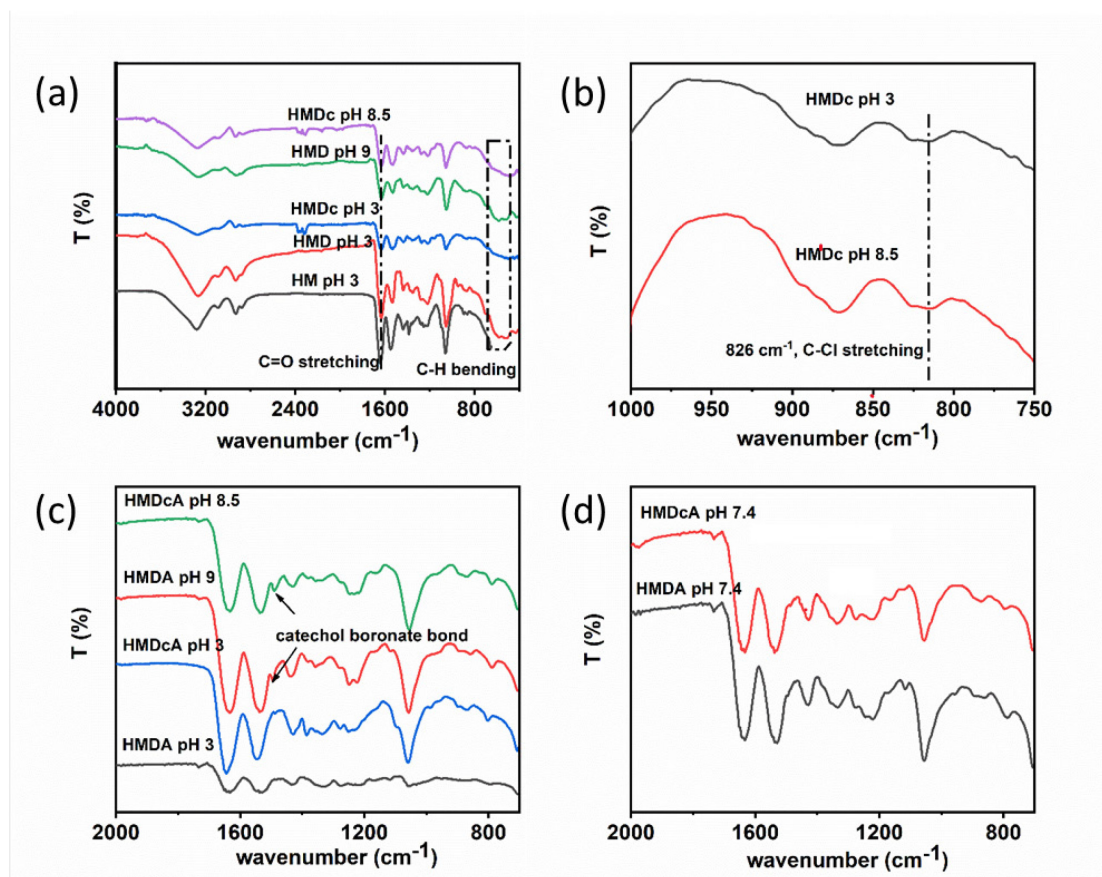 (a)
HMDc pH 8.5
HMD pH 9
HMDc pH 3
HMD pH 3
HM pH 3
C=O stretching
C-H bending
T (%)
4000 3200 2400 1600 800
wavenumber (cm⁻¹)
(b)
HMDc pH 3
HMDc pH 8.5
826 cm⁻¹, C-Cl stretching
T (%)
1000 950 900 850 800 750
wavenumber (cm⁻¹)
(c)
HMDcA pH 8.5
HMDA pH 9
catechol boronate bond
HMDcA pH 3
HMDA pH 3
T (%)
2000 1600 1200 800
wavenumber (cm⁻¹)
(d)
HMDcA pH 7.4
HMDA pH 7.4
T (%)
2000 1600 1200 800
wavenumber (cm⁻¹)